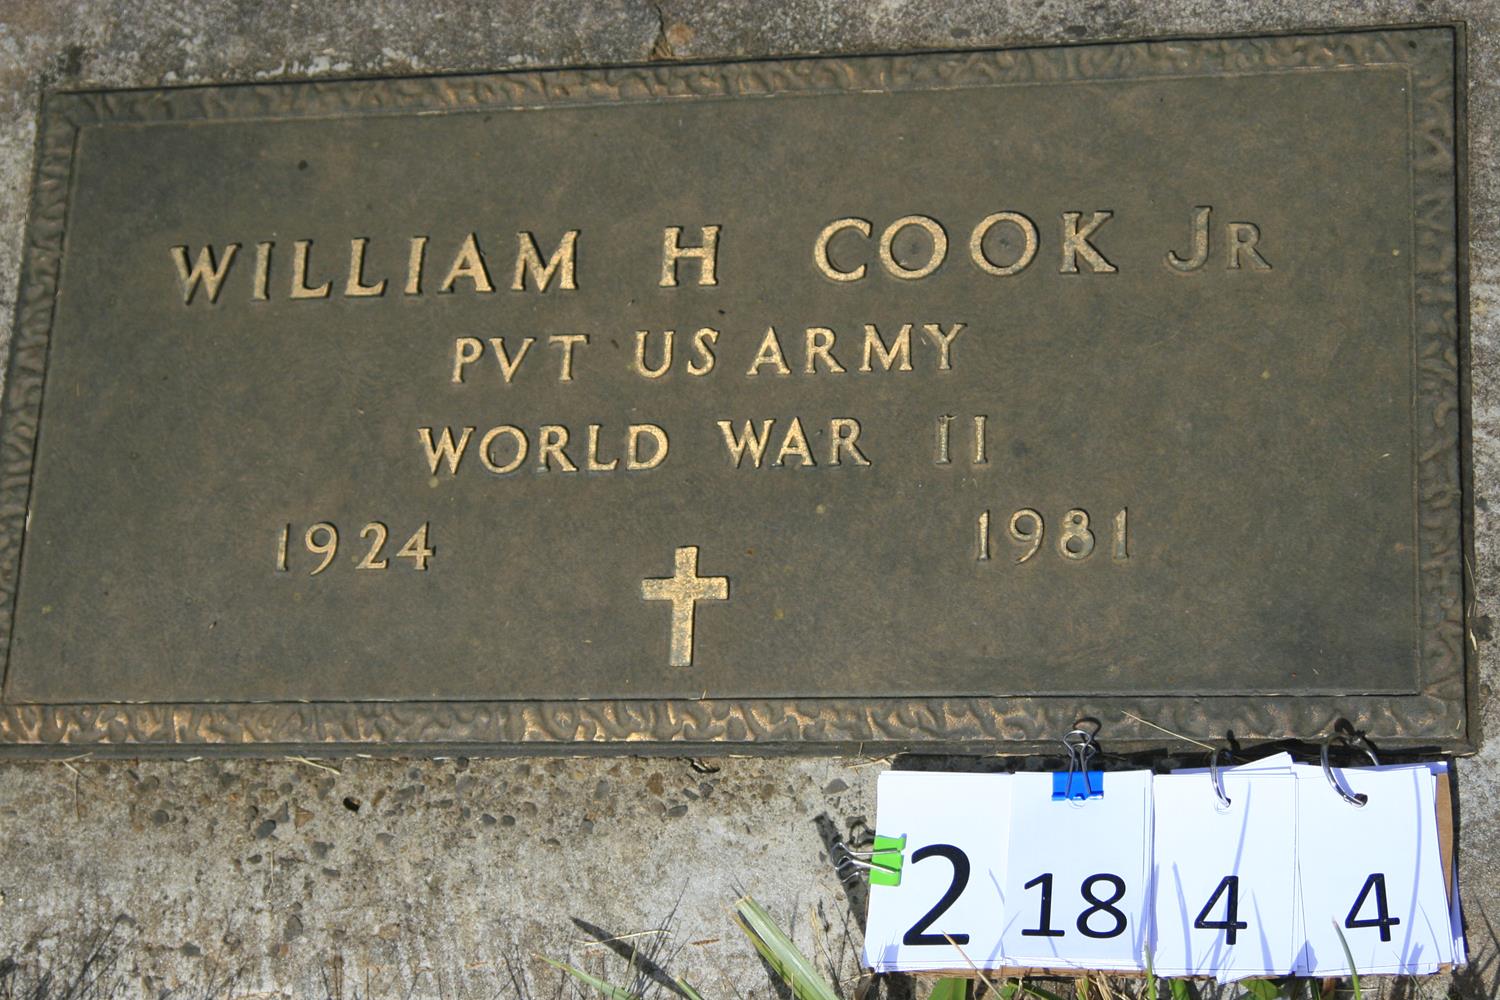 WILLIAM H COOK JR
PVT US ARMY
WORLD WAR II
1924 1981
2 18 4 4